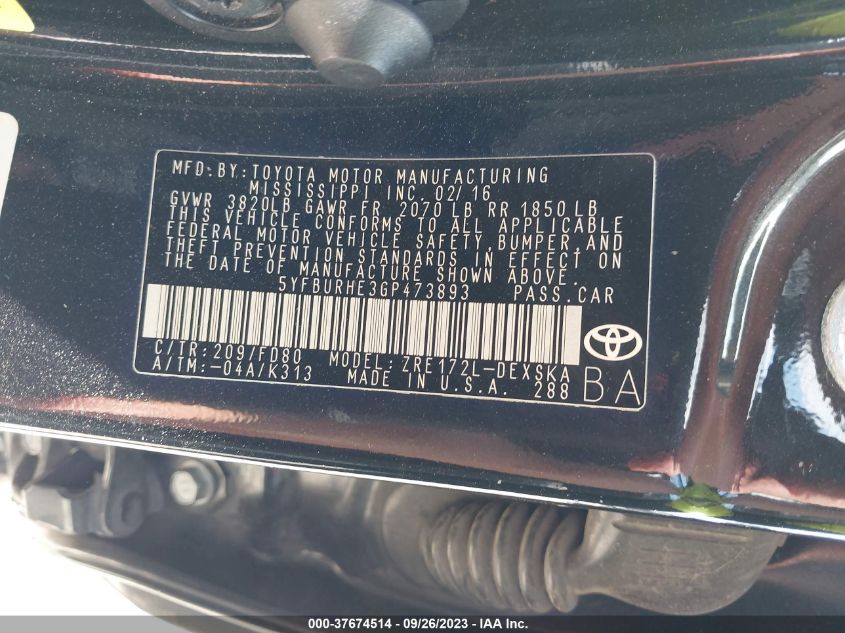 MFD. BY: TOYOTA MOTOR MANUFACTURING
MISSISSIPPI INC. 02/16
GVWR 3820LB GAWR FR 2070 LB RR 1850 LB
THIS VEHICLE CONFORMS TO ALL APPLICABLE
FEDERAL MOTOR VEHICLE SAFETY,BUMPER,AND
THEFT PREVENTION STANDARDS IN EFFECT ON
THE DATE OF MANUFACTURE SHOWN ABOVE.
5YFBURHE3GP473893 PASS.CAR
C/TR: 209/FD80 MODEL: ZRE172L-DEXSKA
A/TM: -04A/K313 MADE IN U.S.A. 288
BA
000-37674514 / 09/26/2023 / IAAI.com Inc.